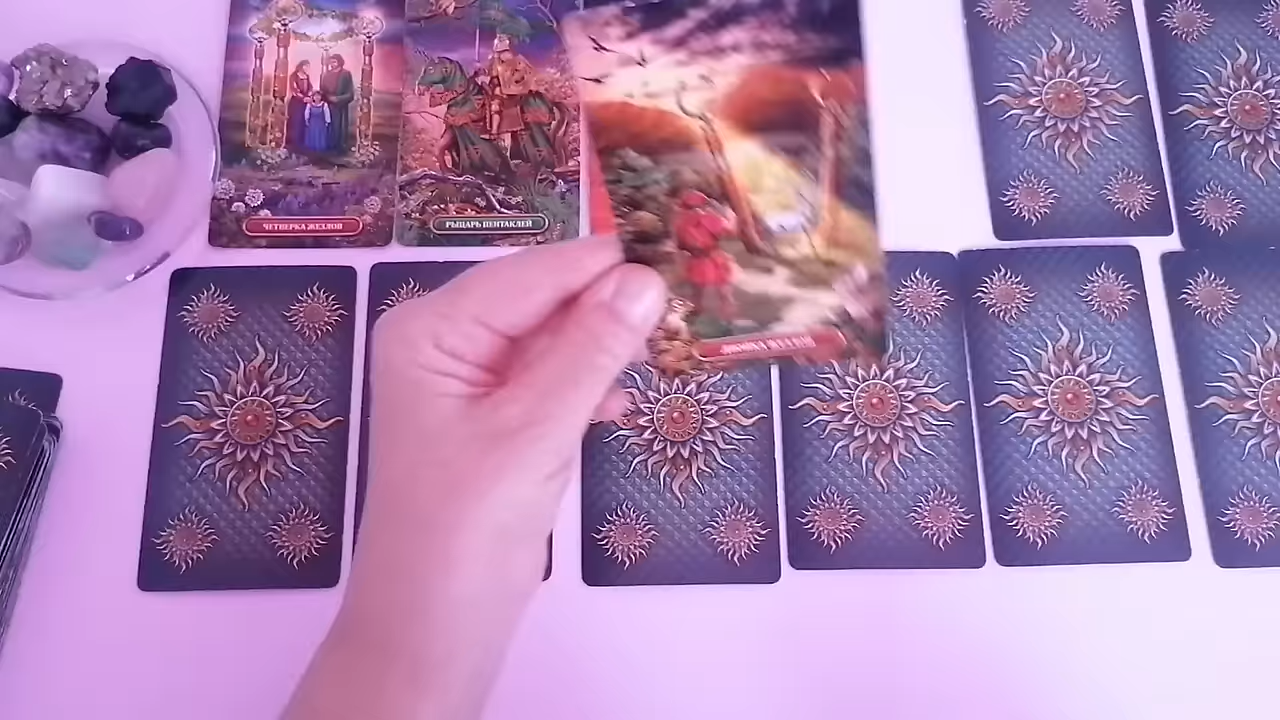 ЧЕТВЕРКА ЖЕЗЛОВ
РЫЦАРЬ ПЕНТАКЛЕЙ